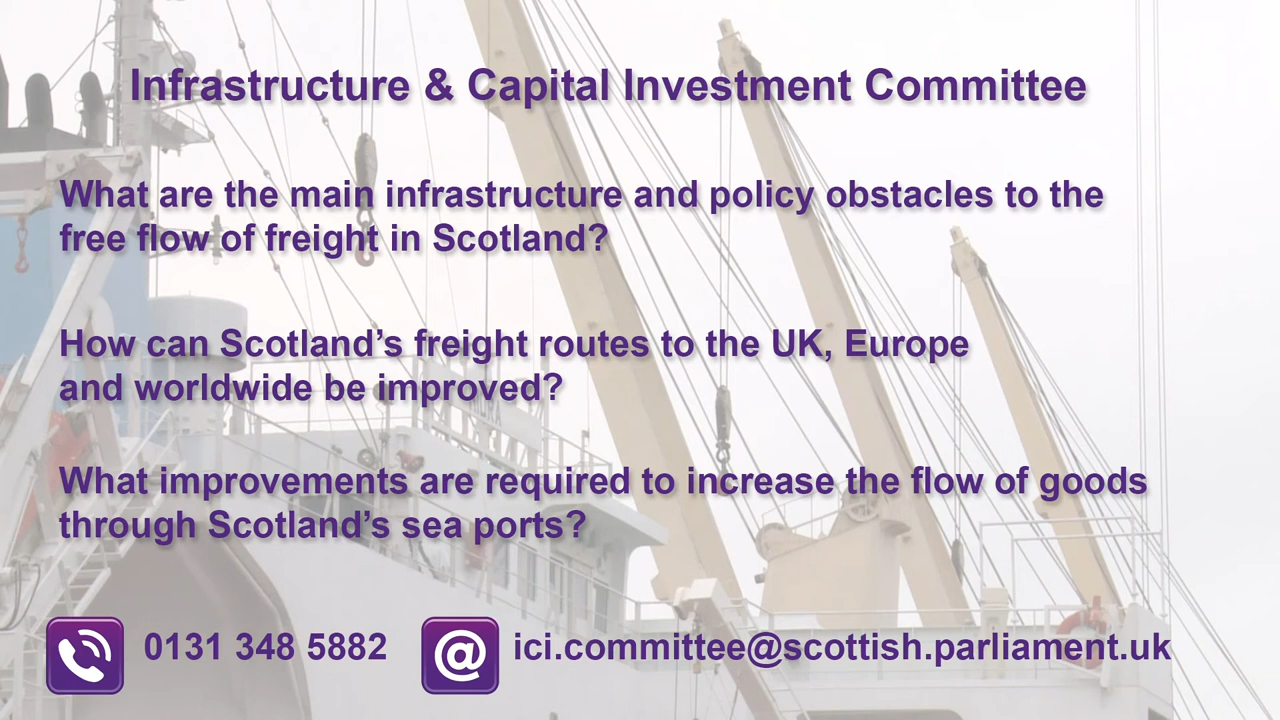 Infrastructure & Capital Investment Committee
What are the main infrastructure and policy obstacles to the
free flow of freight in Scotland?
How can Scotland’s freight routes to the UK, Europe
and worldwide be improved?
What improvements are required to increase the flow of goods
through Scotland’s sea ports?
0131 348 5882 @ ici.committee@scottish.parliament.uk